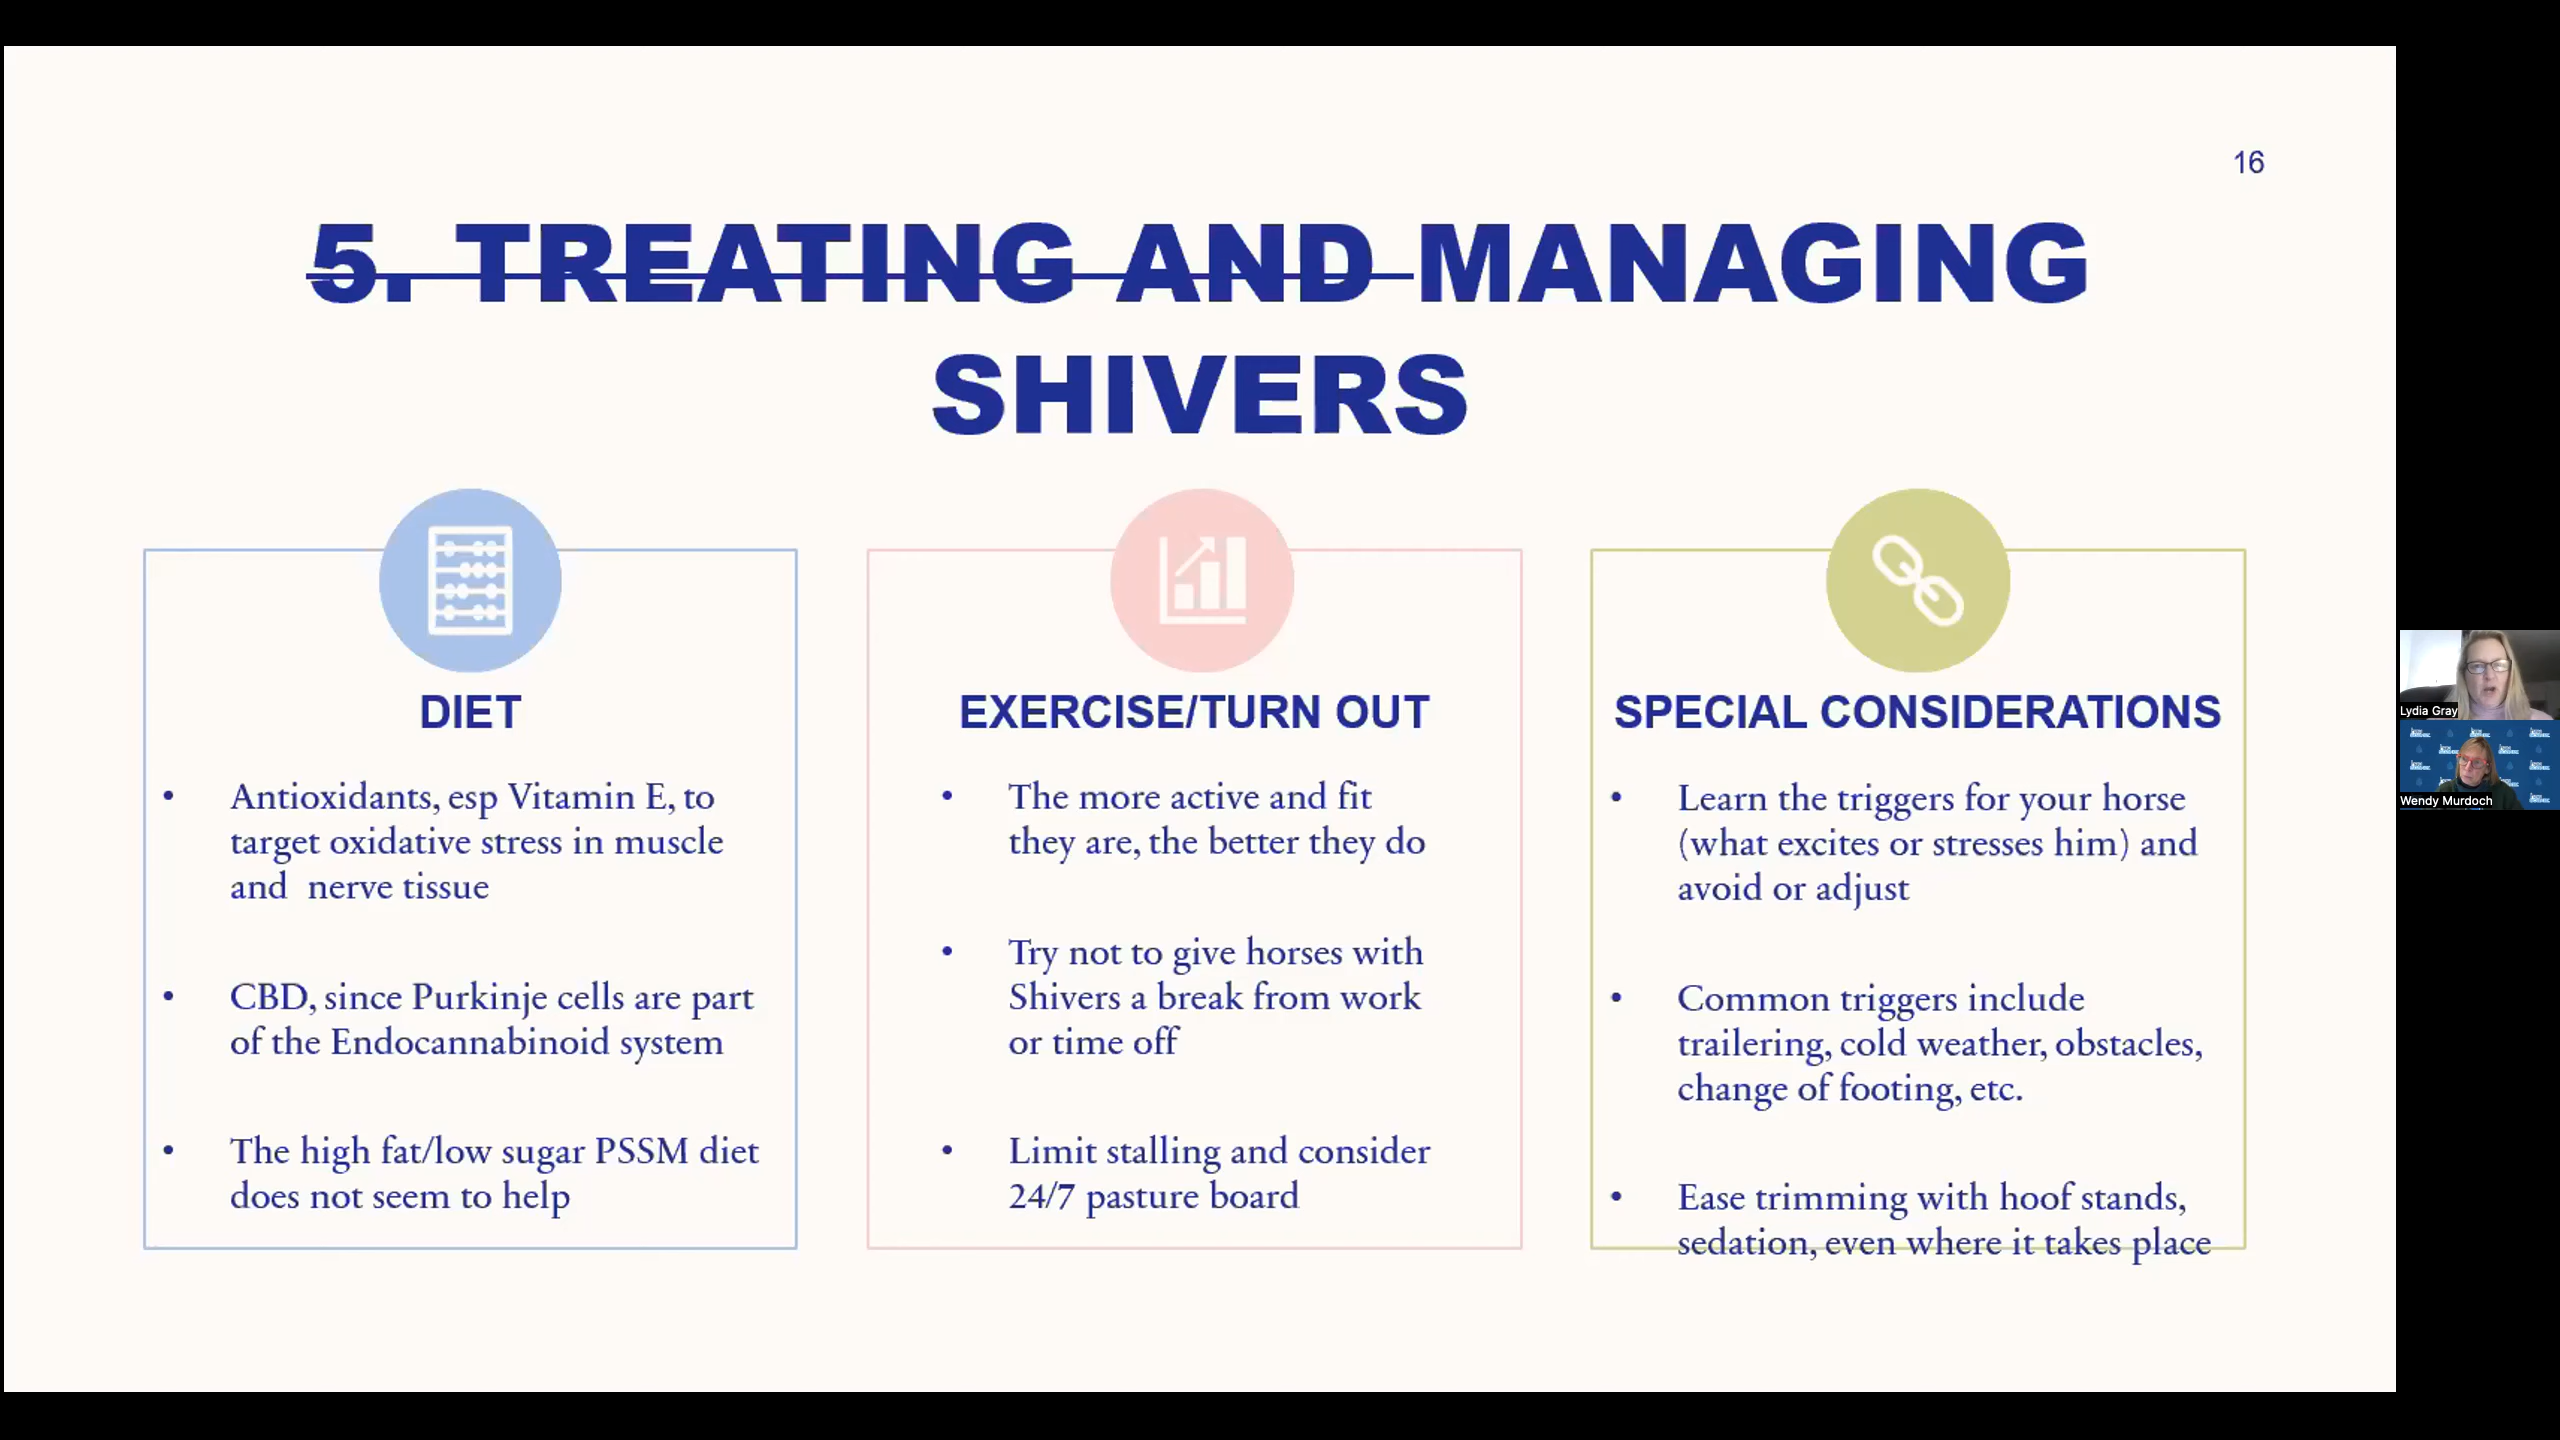 16
5. TREATING AND MANAGING
SHIVERS
DIET
• Antioxidants, esp Vitamin E, to
target oxidative stress in muscle
and  nerve tissue
• CBD, since Purkinje cells are part
of the Endocannabinoid system
• The high fat/low sugar PSSM diet
does not seem to help
EXERCISE/TURN OUT
• The more active and fit
they are, the better they do
• Try not to give horses with
Shivers a break from work
or time off
• Limit stalling and consider
24/7 pasture board
SPECIAL CONSIDERATIONS
• Learn the triggers for your horse
(what excites or stresses him) and
avoid or adjust
• Common triggers include
trailering, cold weather, obstacles,
change of footing, etc.
• Ease trimming with hoof stands,
sedation, even where it takes place
Lydia Gray
Wendy Murdoch